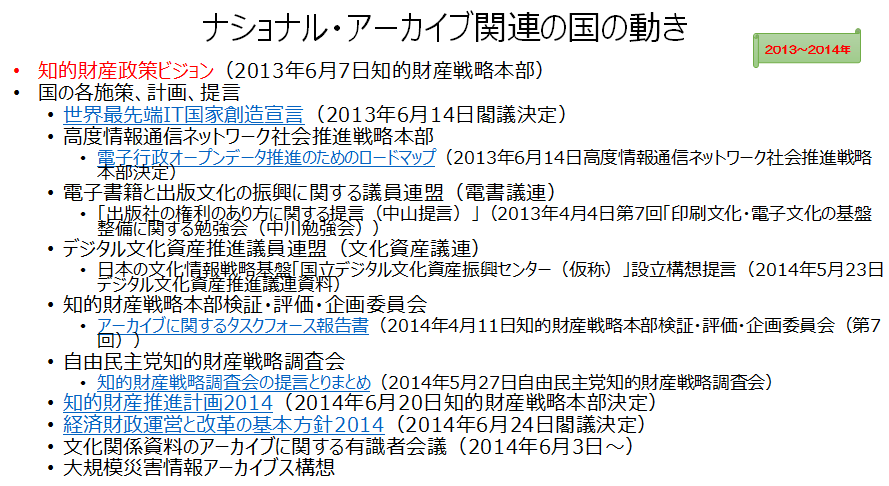 ナショナル・アーカイブ関連の国の動き
2013～2014年
• 知的財産政策ビジョン（2013年6月7日知的財産戦略本部）
• 国の各施策、計画、提言
• 世界最先端IT国家創造宣言（2013年6月14日閣議決定）
• 高度情報通信ネットワーク社会推進戦略本部
• 電子行政オープンデータ推進のためのロードマップ（2013年6月14日高度情報通信ネットワーク社会推進戦略
本部決定）
• 電子書籍と出版文化の振興に関する議員連盟（電書議連）
• 「出版社の権利のあり方に関する提言（中山提言）」（2013年4月4日第7回「印刷文化・電子文化の基盤
整備に関する勉強会（中川勉強会））
• デジタル文化資産推進議員連盟（文化資産議連）
• 日本の文化情報戦略基盤「国立デジタル文化資産振興センター（仮称）」設立構想提言（2014年5月23日
デジタル文化資産推進議連資料）
• 知的財産戦略本部検証・評価・企画委員会
• アーカイブに関するタスクフォース報告書（2014年4月11日知的財産戦略本部検証・評価・企画委員会（第7
回））
• 自由民主党知的財産戦略調査会
• 知的財産戦略調査会の提言とりまとめ（2014年5月27日自由民主党知的財産戦略調査会）
• 知的財産推進計画2014（2014年6月20日知的財産戦略本部決定）
• 経済財政運営と改革の基本方針2014（2014年6月24日閣議決定）
• 文化関係資料のアーカイブに関する有識者会議（2014年6月3日～）
• 大規模災害情報アーカイブス構想